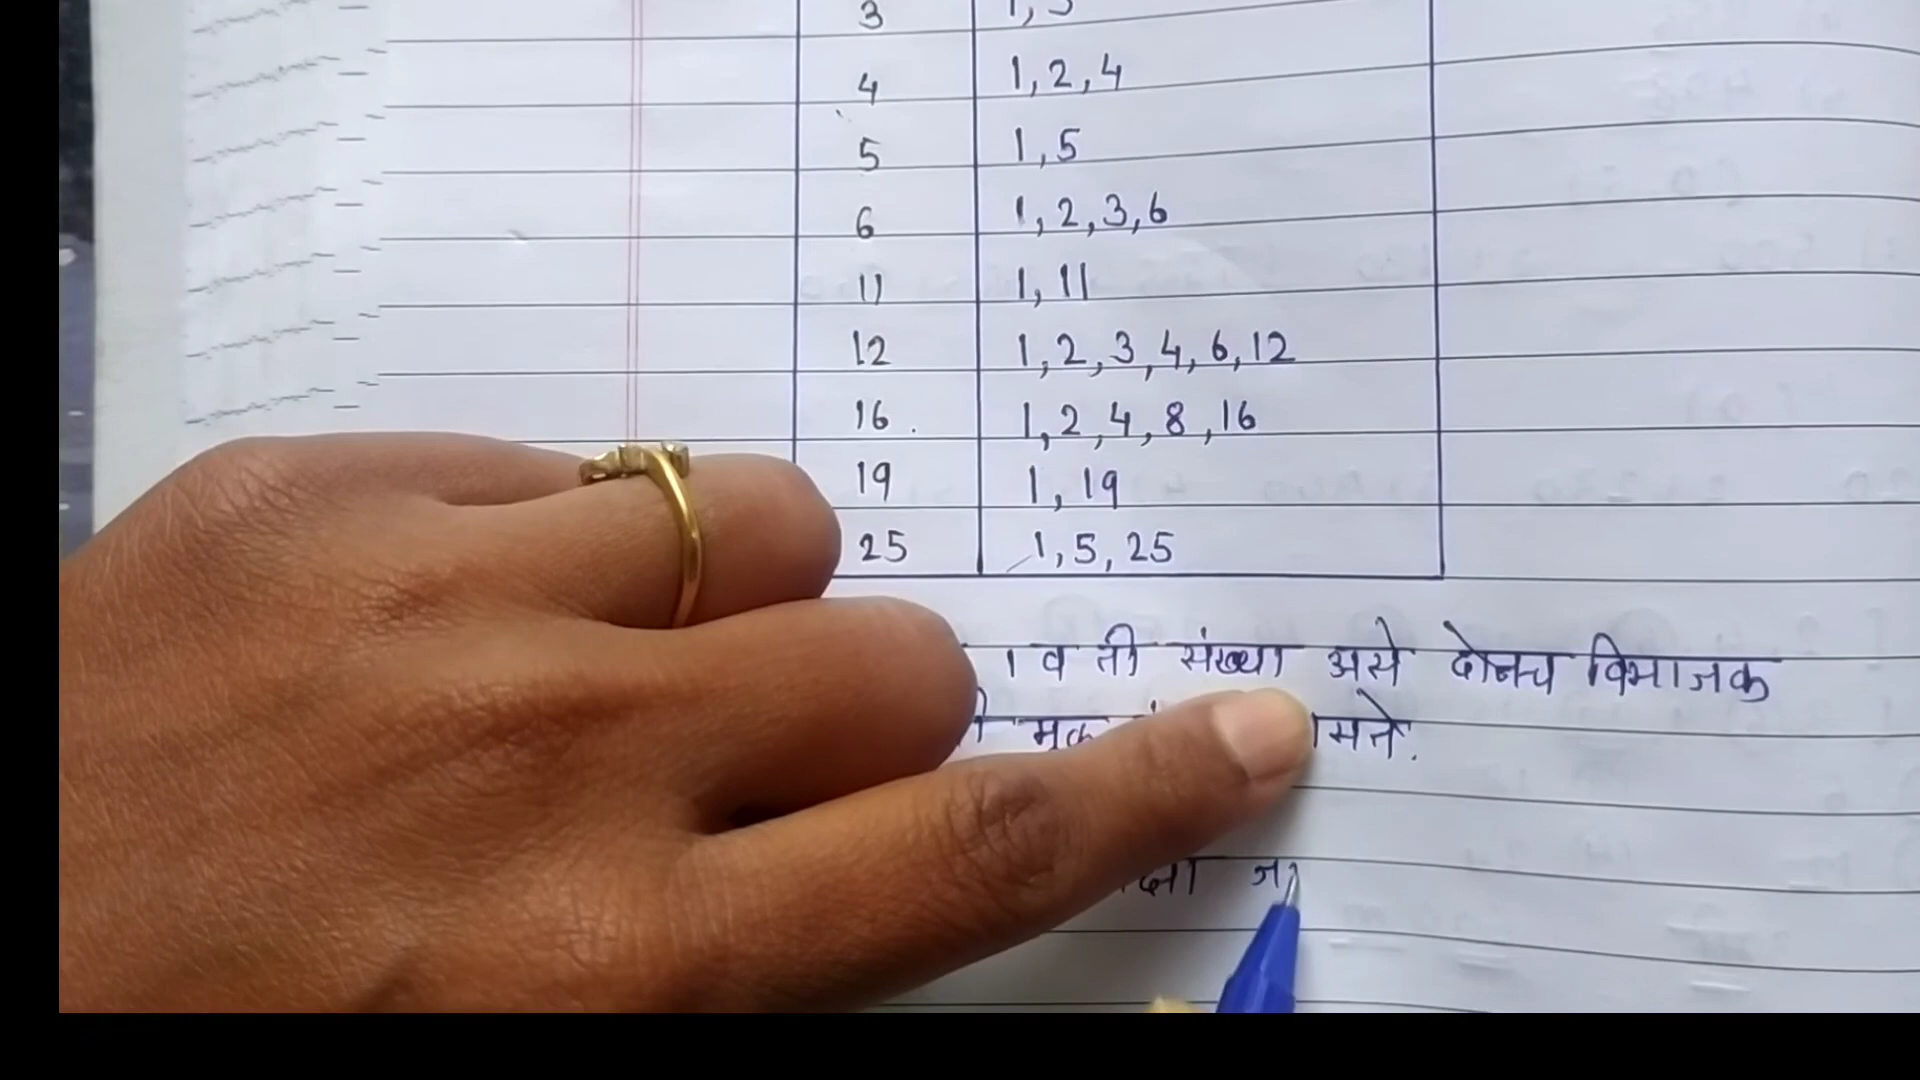 3 1, 3
4 1, 2, 4
5 1, 5
6 1, 2, 3, 6
11 1, 11
12 1, 2, 3, 4, 6, 12
16 1, 2, 4, 8, 16
19 1, 19
25 1, 5, 25
1 व ती संख्या असे दोनच विभाजक